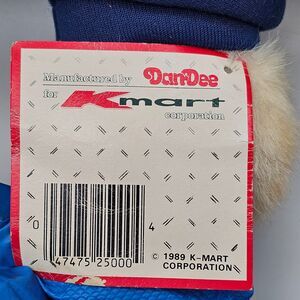 Manufactured by DanDee
for Kmart
corporation
0 47475 25000 4
© 1989 K-MART
CORPORATION